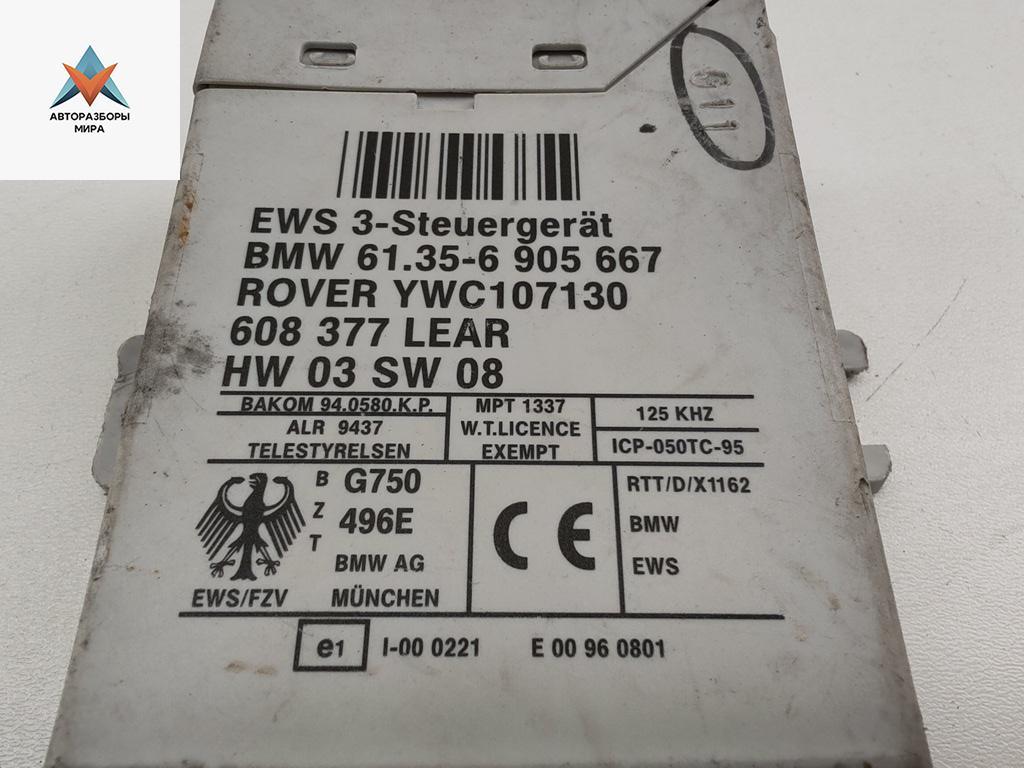 АВТОРАЗБОРЫ
МИРА
G11
EWS 3-Steuergerät
BMW 61.35-6 905 667
ROVER YWC107130
608 377 LEAR
HW 03 SW 08
BAKOM 94.0580.K.P.
ALR 9437
TELESTYRELSEN
MPT 1337
W.T.LICENCE
EXEMPT
125 KHZ
ICP-050TC-95
B G750
Z 496E
T BMW AG
EWS/FZV MÜNCHEN
CE
RTT/D/X1162
BMW
EWS
e1 I-00 0221 E 00 96 0801